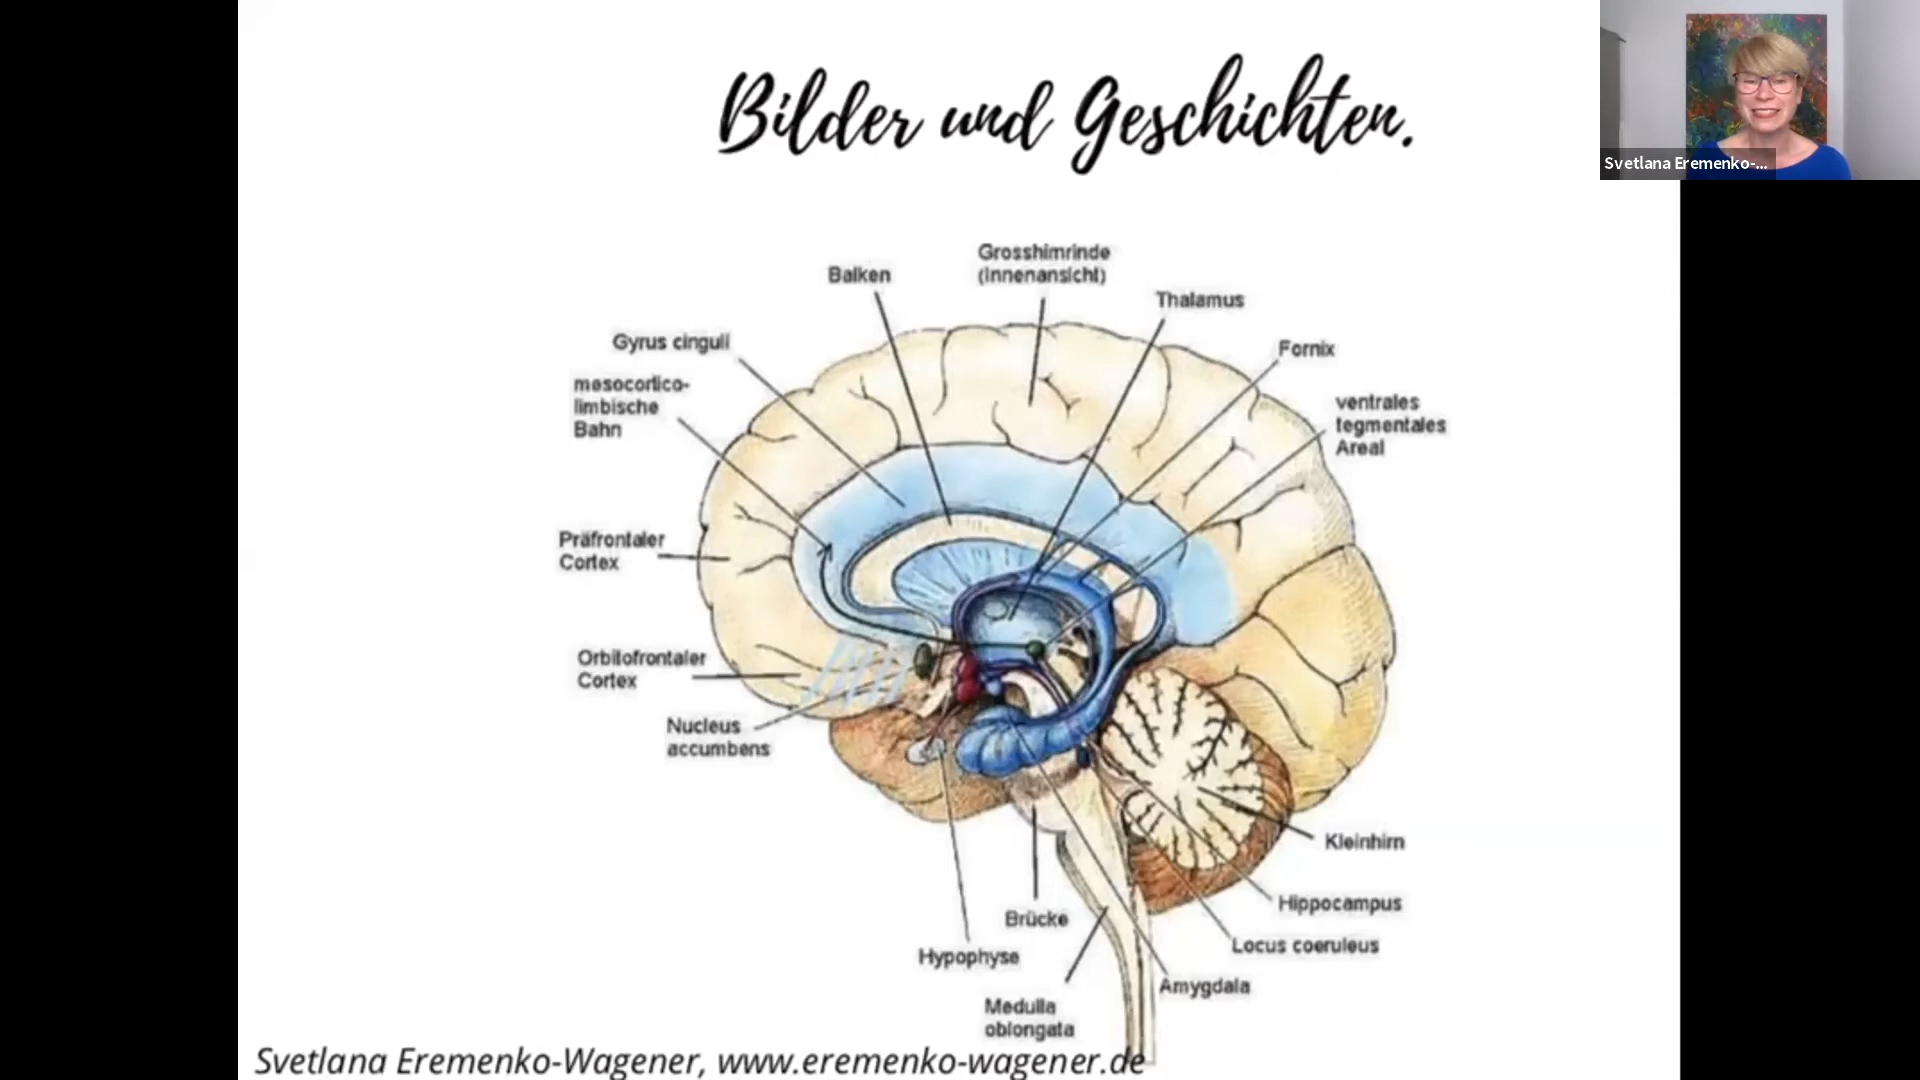 Bilder und Geschichten.
Svetlana Eremenko-...
Grosshirnrinde
(Innenansicht)
Balken
Thalamus
Gyrus cinguli
Fornix
mesocortico-
limbische
Bahn
ventrales
tegmentales
Areal
Präfrontaler
Cortex
Orbitofrontaler
Cortex
Nucleus
accumbens
Kleinhirn
Hippocampus
Brücke
Locus coeruleus
Hypophyse
Amygdala
Medulla
oblongata
Svetlana Eremenko-Wagener, www.eremenko-wagener.de